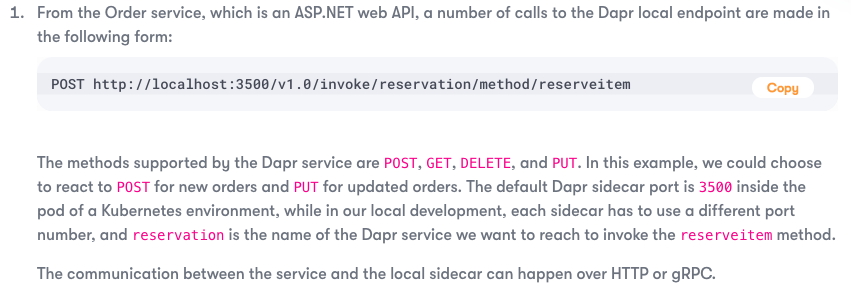 1. From the Order service, which is an ASP.NET web API, a number of calls to the Dapr local endpoint are made in
the following form:
POST http://localhost:3500/v1.0/invoke/reservation/method/reserveitem
Copy
The methods supported by the Dapr service are POST, GET, DELETE, and PUT. In this example, we could choose
to react to POST for new orders and PUT for updated orders. The default Dapr sidecar port is 3500 inside the
pod of a Kubernetes environment, while in our local development, each sidecar has to use a different port
number, and reservation is the name of the Dapr service we want to reach to invoke the reserveitem method.
The communication between the service and the local sidecar can happen over HTTP or gRPC.